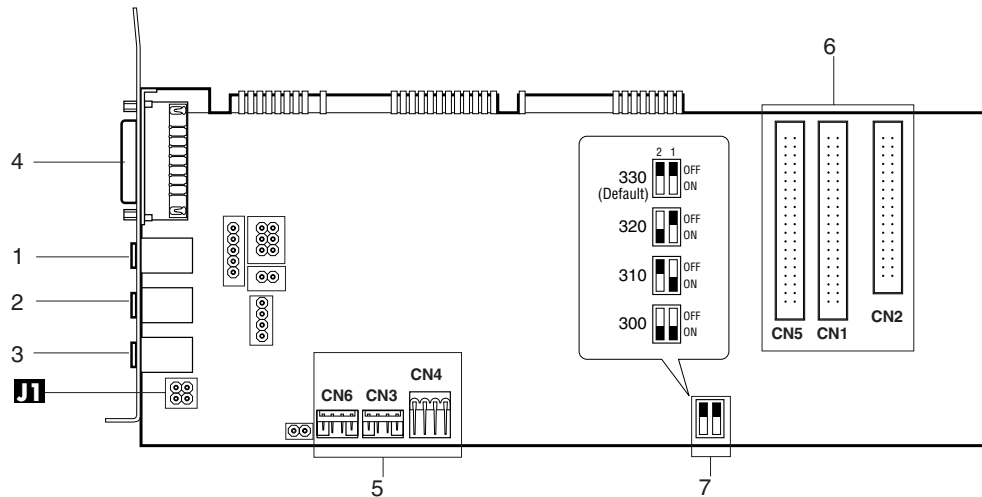 6
2 1
330
(Default)
OFF
ON
320
OFF
ON
310
OFF
ON
300
OFF
ON
4
1
2
3
J1
CN5
CN1
CN2
CN6
CN3
CN4
5
7